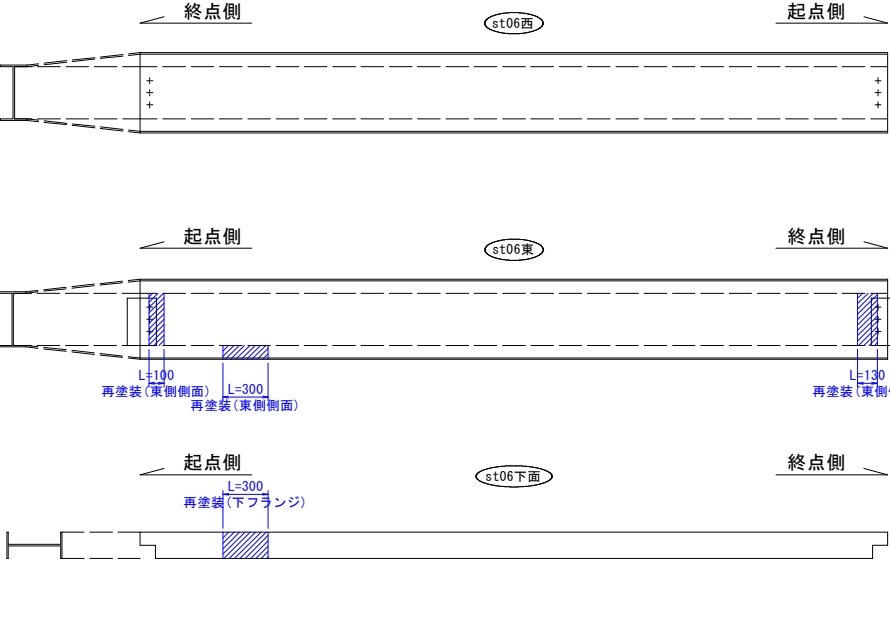 終点側
st06西
起点側
起点側
st06東
終点側
L=100
再塗装(東側側面)
L=300
再塗装(東側側面)
L=130
再塗装(東側
起点側
st06下面
終点側
L=300
再塗装(下フランジ)